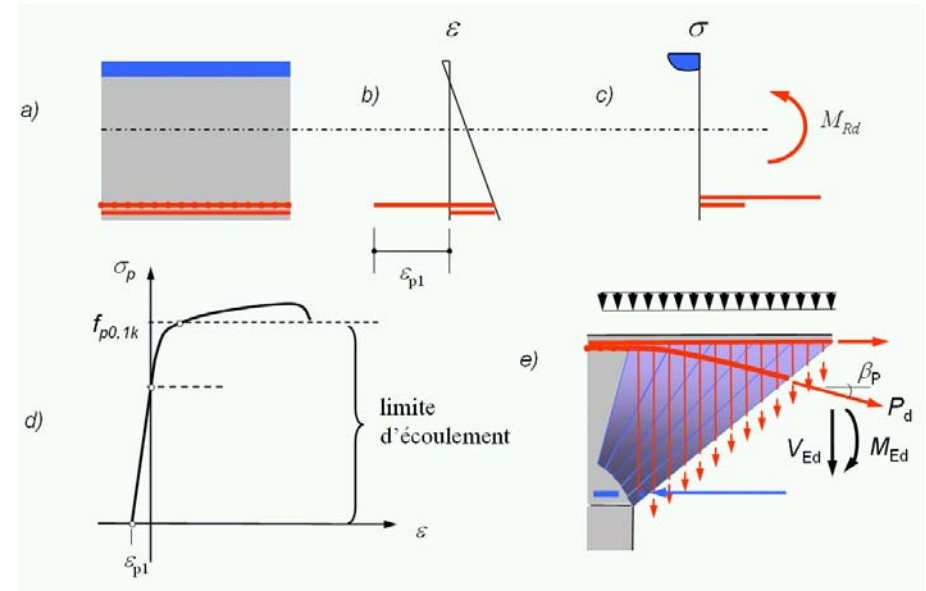 ε
σ
a)
b)
c)
M_Rd
ε_p1
σ_p
f_p0,1k
d)
limite
d'écoulement
ε
ε_p1
e)
β_P
P_d
V_Ed
M_Ed